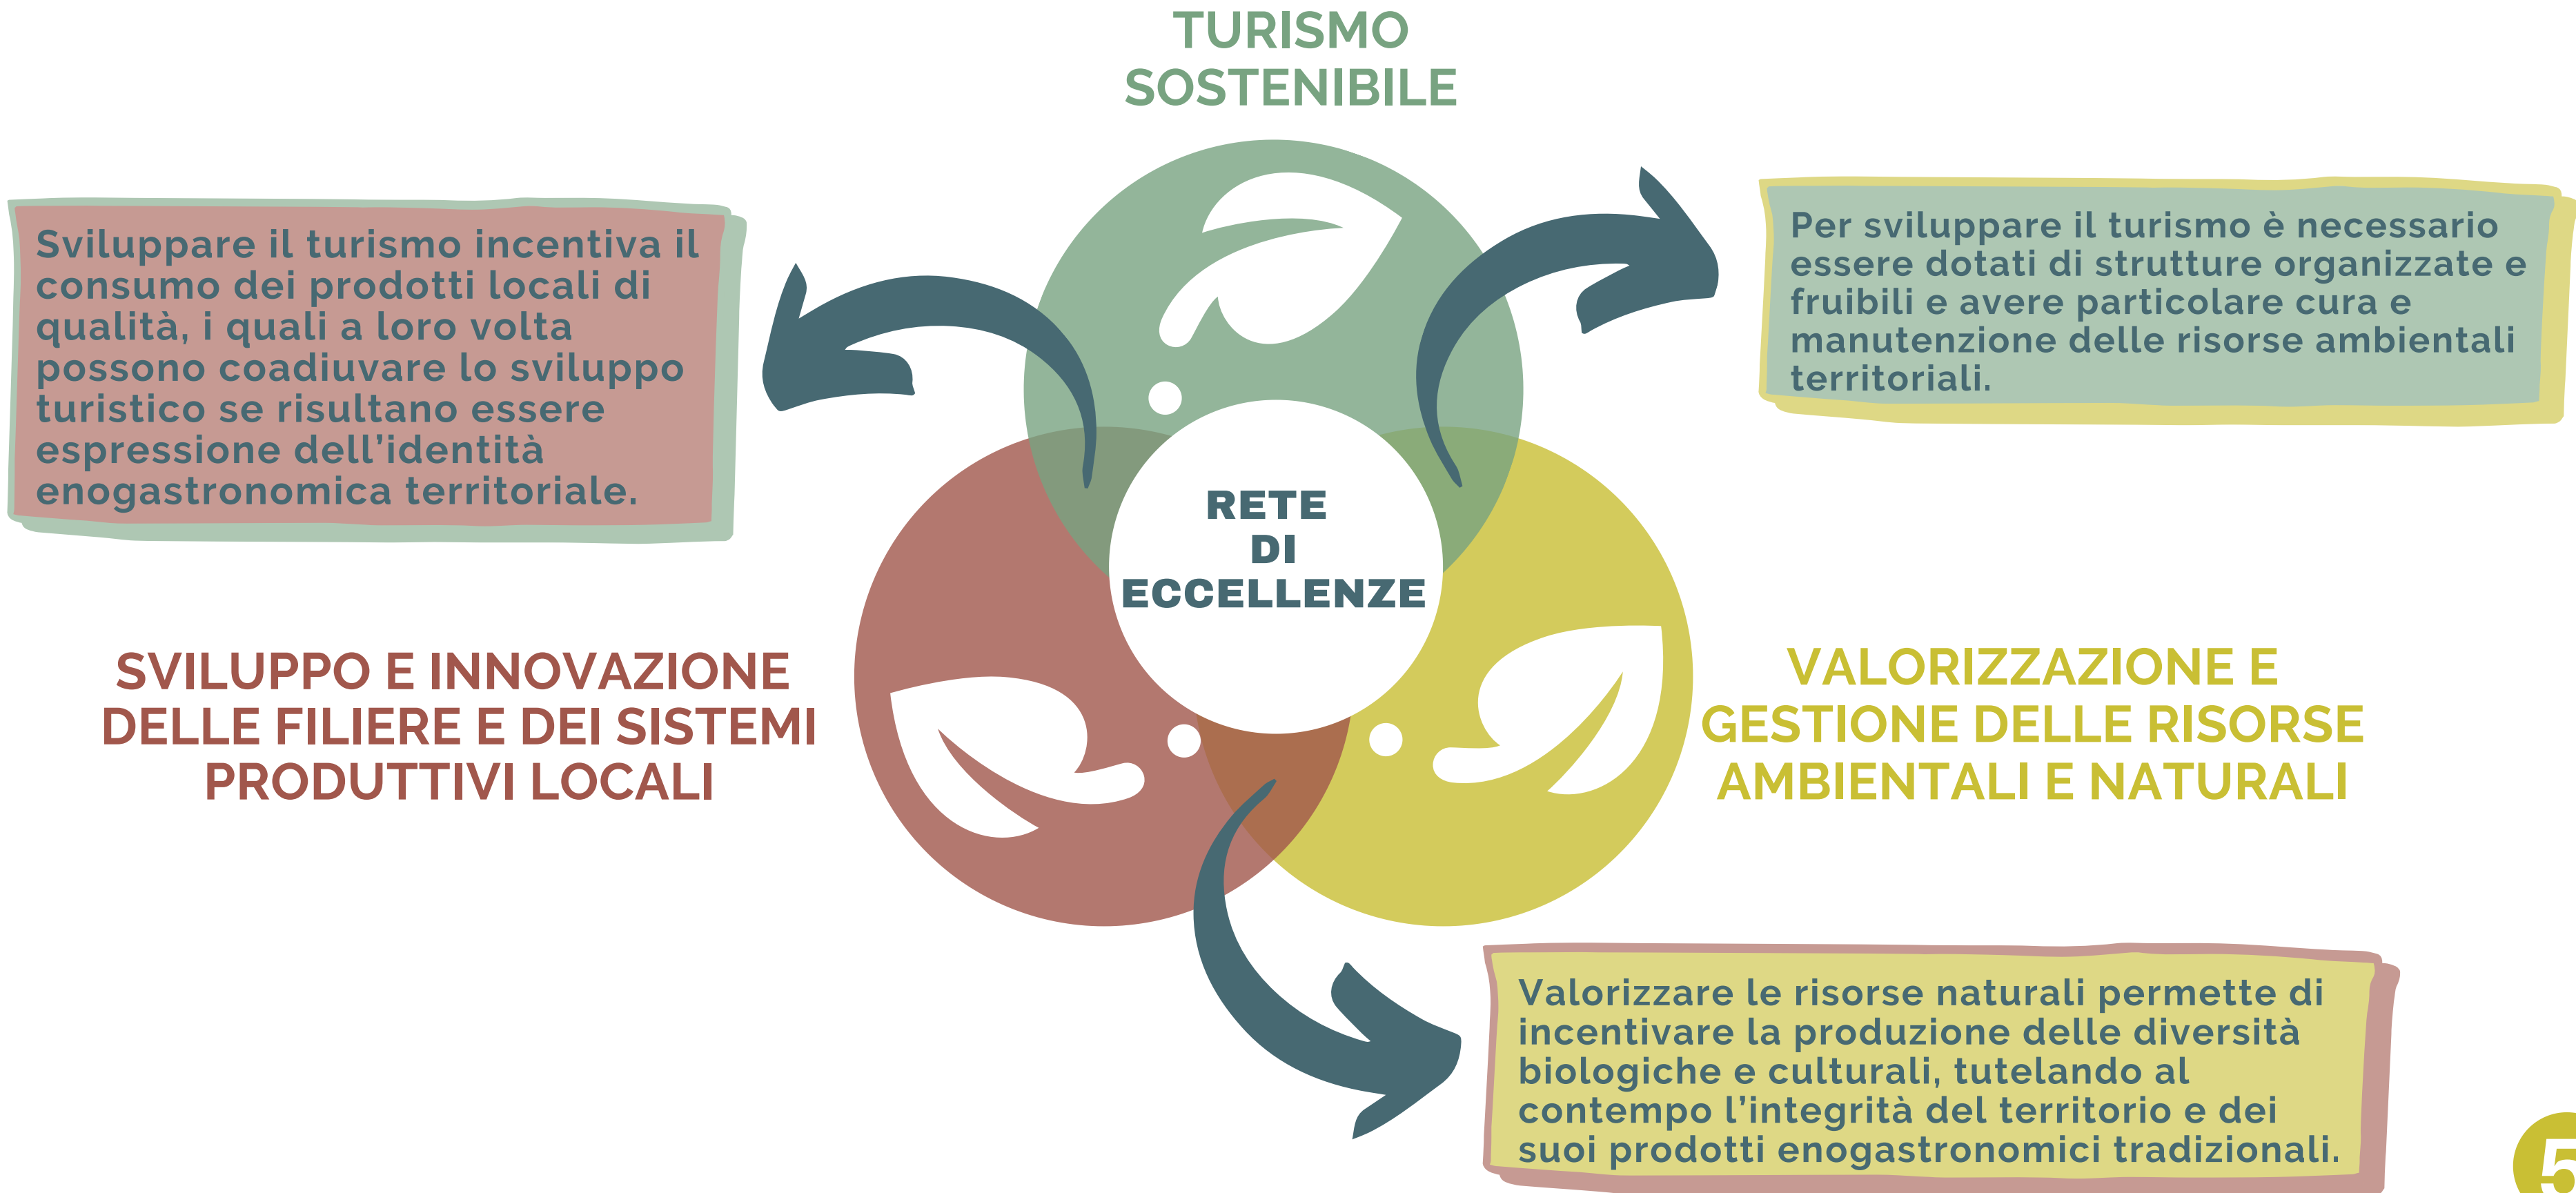 TURISMO
SOSTENIBILE
Sviluppare il turismo incentiva il
consumo dei prodotti locali di
qualità, i quali a loro volta
possono coadiuvare lo sviluppo
turistico se risultano essere
espressione dell'identità
enogastronomica territoriale.
Per sviluppare il turismo è necessario
essere dotati di strutture organizzate e
fruibili e avere particolare cura e
manutenzione delle risorse ambientali
territoriali.
RETE
DI
ECCELLENZE
SVILUPPO E INNOVAZIONE
DELLE FILIERE E DEI SISTEMI
PRODUTTIVI LOCALI
VALORIZZAZIONE E
GESTIONE DELLE RISORSE
AMBIENTALI E NATURALI
Valorizzare le risorse naturali permette di
incentivare la produzione delle diversità
biologiche e culturali, tutelando al
contempo l'integrità del territorio e dei
suoi prodotti enogastronomici tradizionali.
5